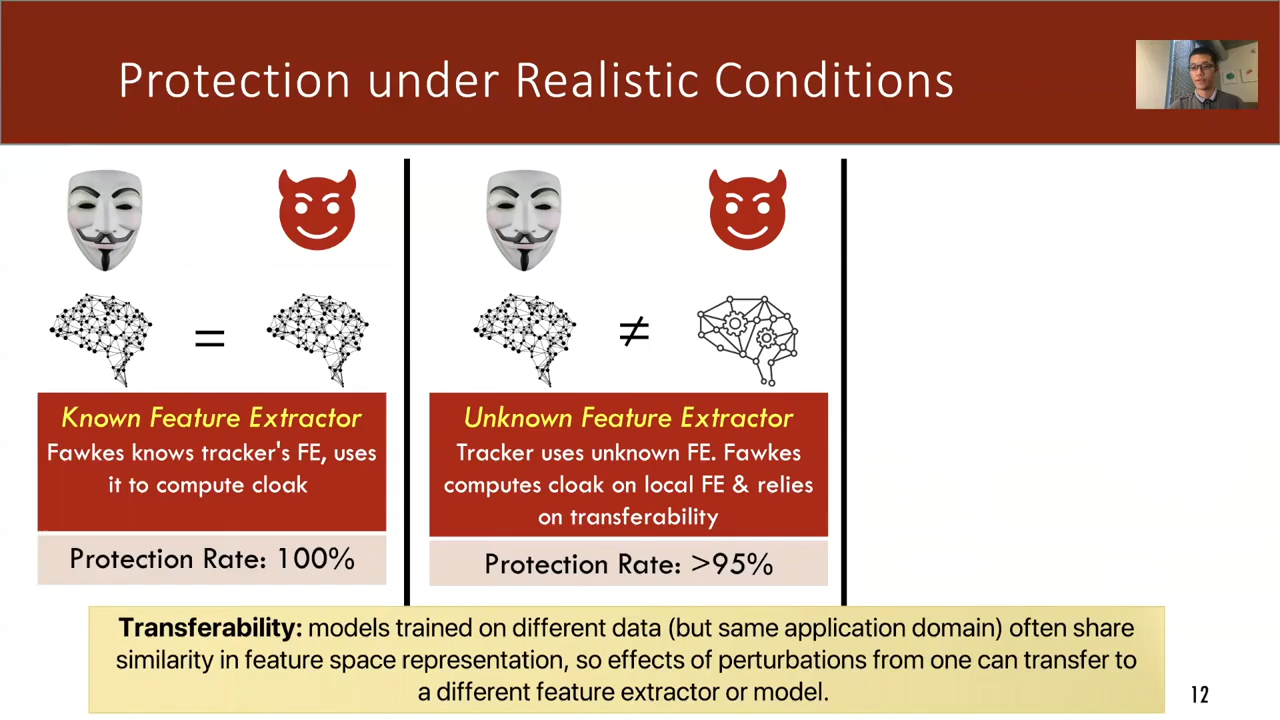 Protection under Realistic Conditions
=
≠
Known Feature Extractor
Fawkes knows tracker's FE, uses
it to compute cloak
Protection Rate: 100%
Unknown Feature Extractor
Tracker uses unknown FE. Fawkes
computes cloak on local FE & relies
on transferability
Protection Rate: >95%
Transferability: models trained on different data (but same application domain) often share
similarity in feature space representation, so effects of perturbations from one can transfer to
a different feature extractor or model.
12